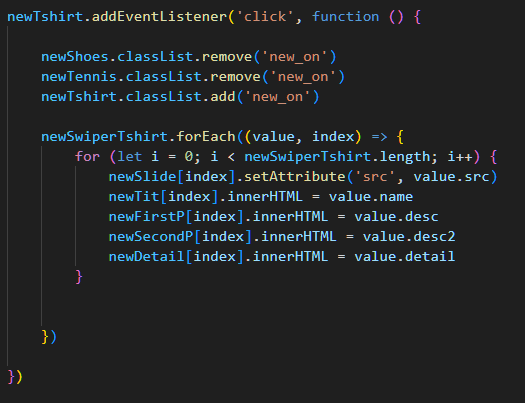 newTshirt.addEventListener('click', function () {
newShoes.classList.remove('new_on')
newTennis.classList.remove('new_on')
newTshirt.classList.add('new_on')
newSwiperTshirt.forEach((value, index) => {
for (let i = 0; i < newSwiperTshirt.length; i++) {
newSlide[index].setAttribute('src', value.src)
newTit[index].innerHTML = value.name
newFirstP[index].innerHTML = value.desc
newSecondP[index].innerHTML = value.desc2
newDetail[index].innerHTML = value.detail
}
})
})